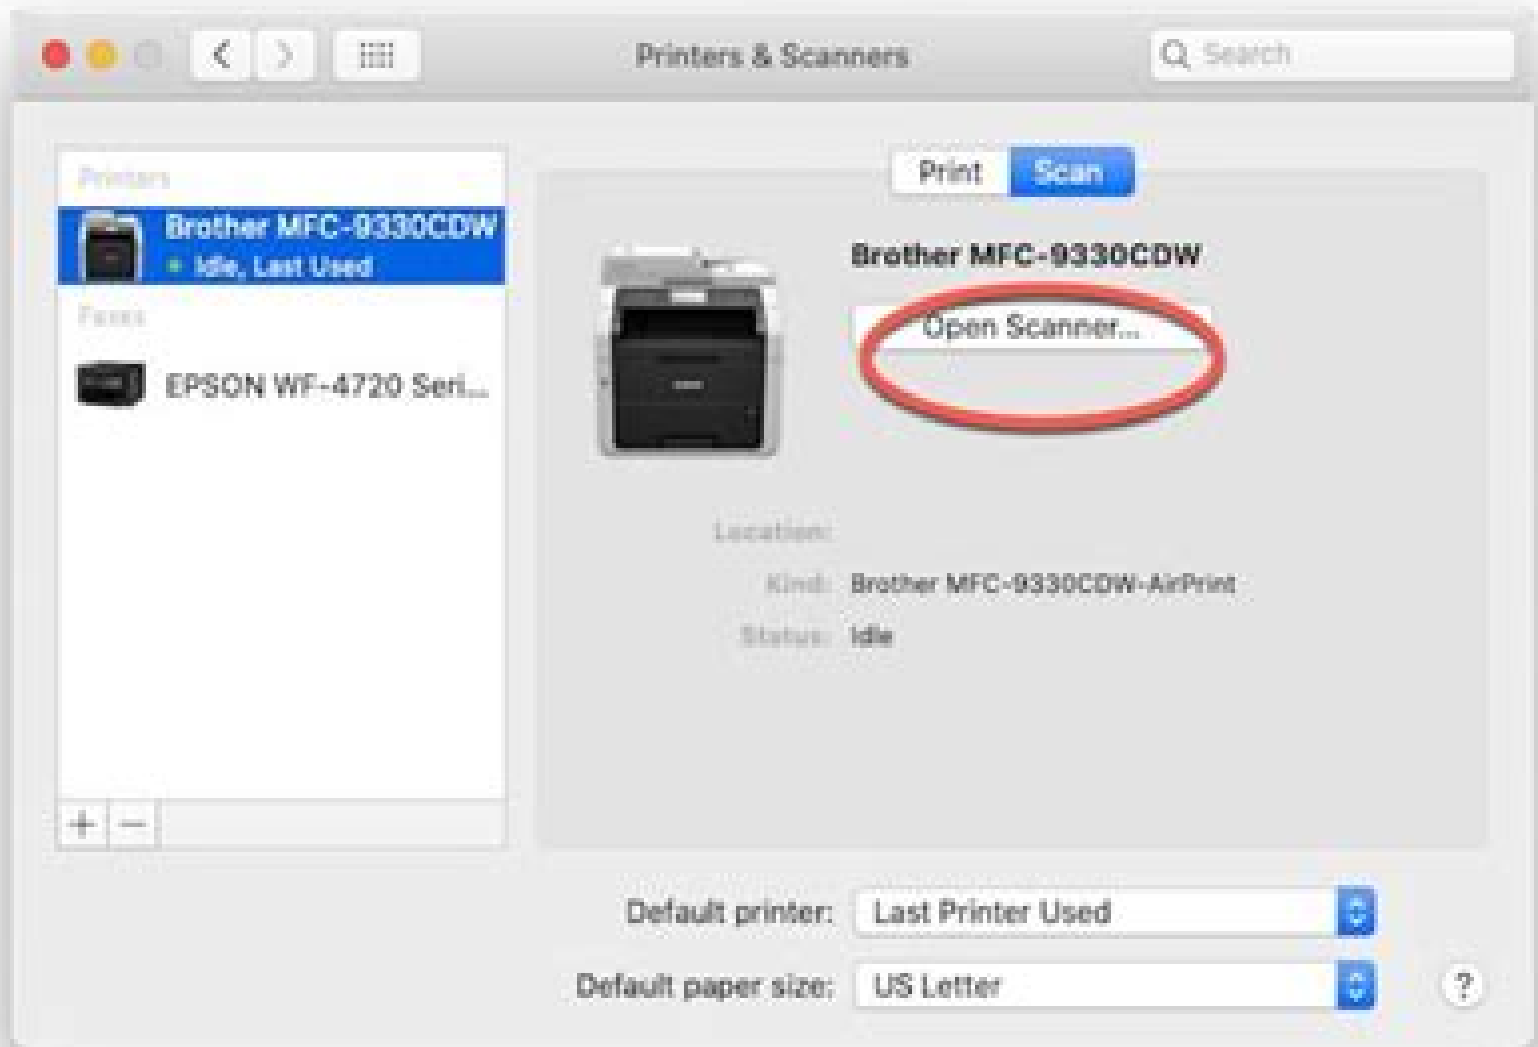 Printers & Scanners
Search
Printers
Brother MFC-9330CDW
Idle, Last Used
Faxes
EPSON WF-4720 Seri...
+ −
Print Scan
Brother MFC-9330CDW
Open Scanner...
Location:
Kind: Brother MFC-9330CDW-AirPrint
Status: Idle
Default printer: Last Printer Used
Default paper size: US Letter
?